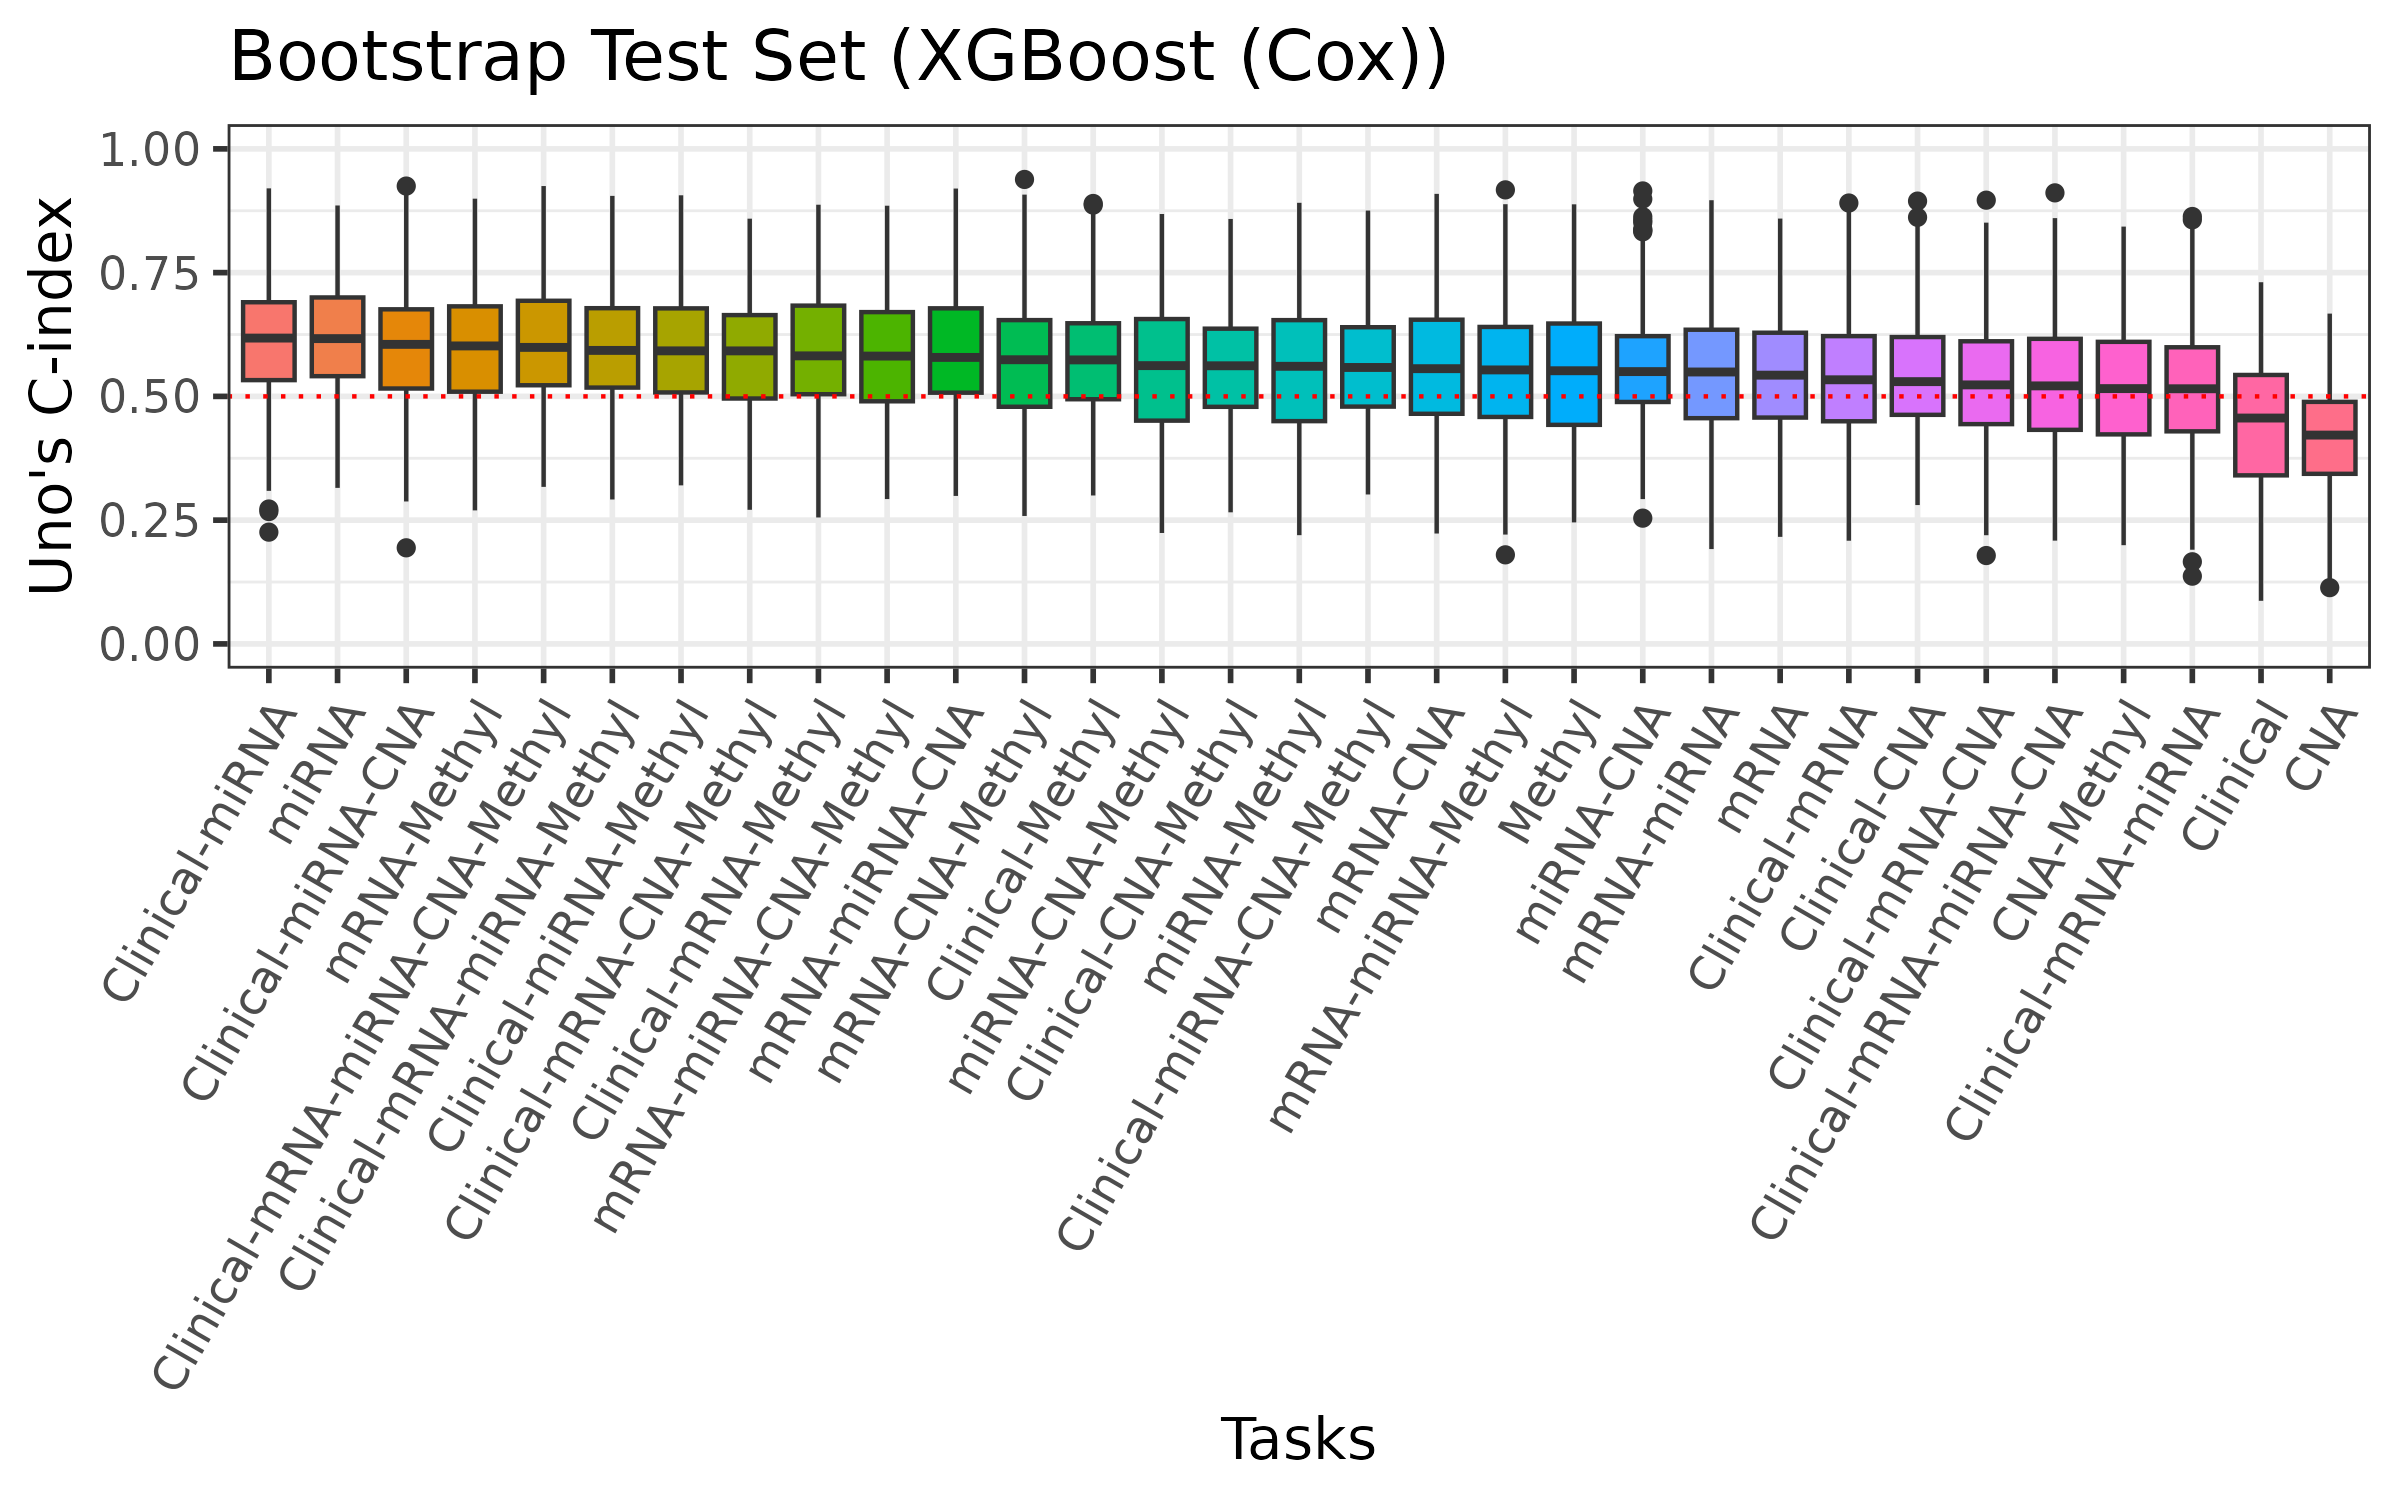 Bootstrap Test Set (XGBoost (Cox))
Uno's C-index
1.00
0.75
0.50
0.25
0.00
Clinical-miRNA
miRNA
Clinical-miRNA-CNA
mRNA-Methyl
Clinical-mRNA-miRNA-CNA-Methyl
Clinical-mRNA-miRNA-Methyl
Clinical-miRNA-Methyl
Clinical-mRNA-CNA-Methyl
Clinical-mRNA-Methyl
mRNA-miRNA-CNA-Methyl
mRNA-miRNA-CNA
mRNA-CNA-Methyl
Clinical-Methyl
miRNA-CNA-Methyl
Clinical-CNA-Methyl
miRNA-Methyl
Clinical-miRNA-CNA-Methyl
mRNA-CNA
mRNA-miRNA-Methyl
Methyl
miRNA-CNA
mRNA-miRNA
mRNA
Clinical-mRNA
Clinical-CNA
Clinical-mRNA-CNA
Clinical-mRNA-miRNA-CNA
CNA-Methyl
Clinical-mRNA-miRNA
Clinical
CNA
Tasks